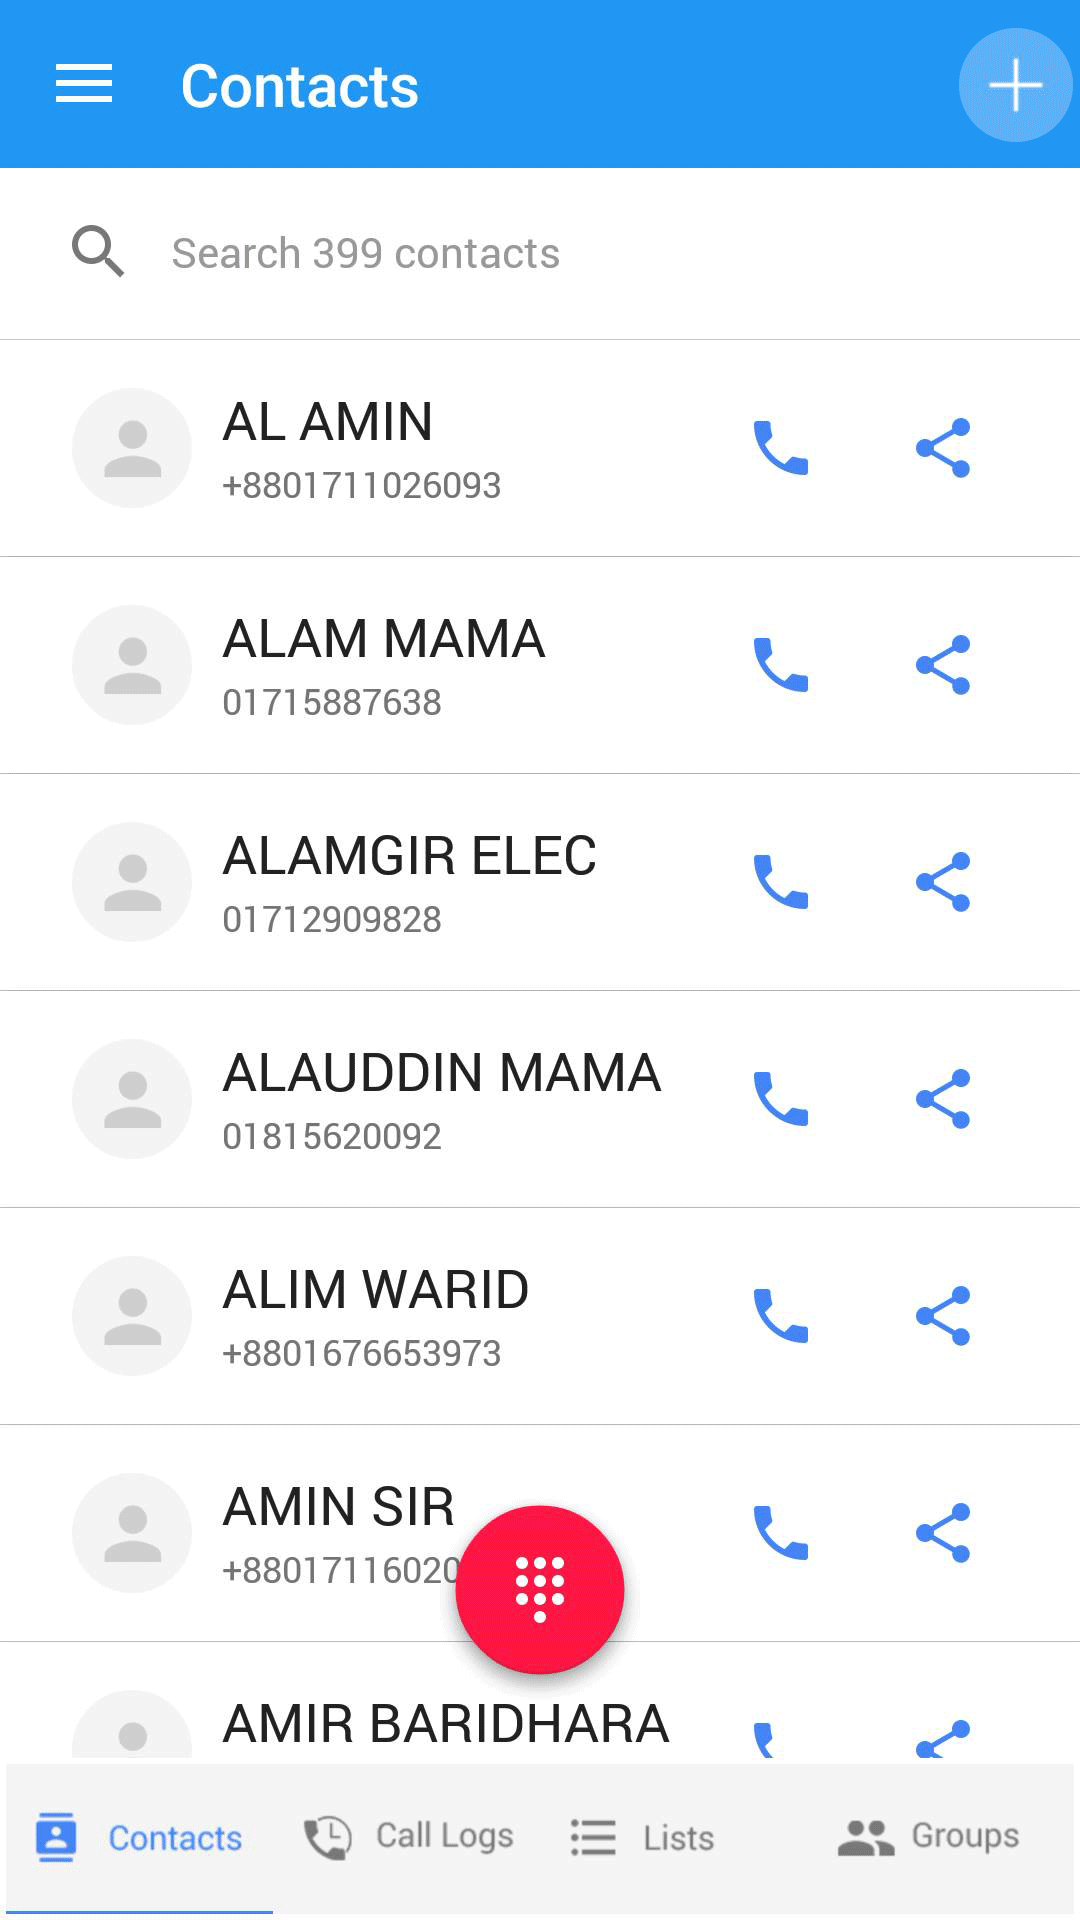 Contacts
Search 399 contacts
AL AMIN
+8801711026093
ALAM MAMA
01715887638
ALAMGIR ELEC
01712909828
ALAUDDIN MAMA
01815620092
ALIM WARID
+8801676653973
AMIN SIR
+88017116020
AMIR BARIDHARA
Contacts
Call Logs
Lists
Groups